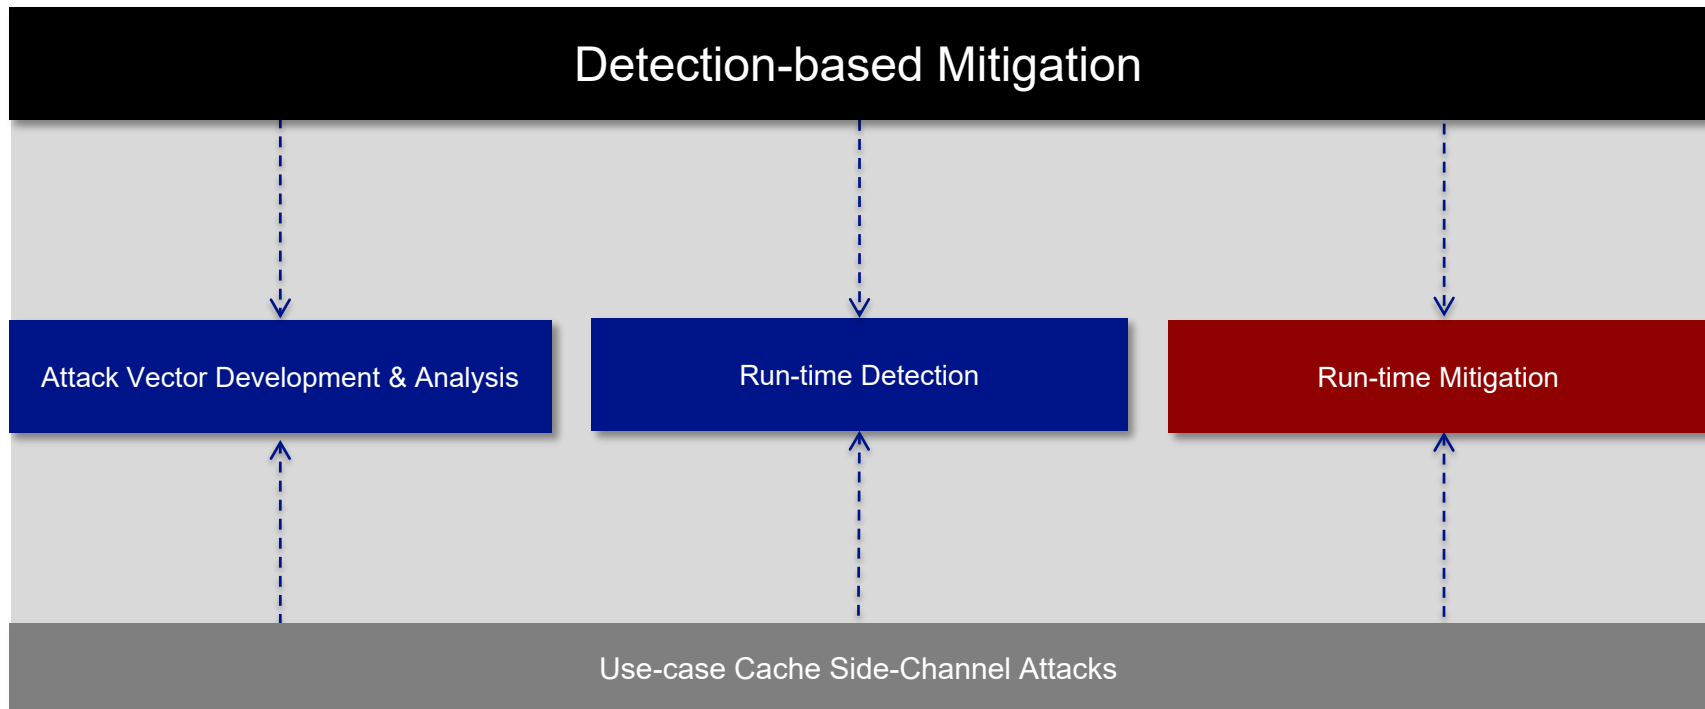 Detection-based Mitigation
Attack Vector Development & Analysis
Run-time Detection
Run-time Mitigation
Use-case Cache Side-Channel Attacks